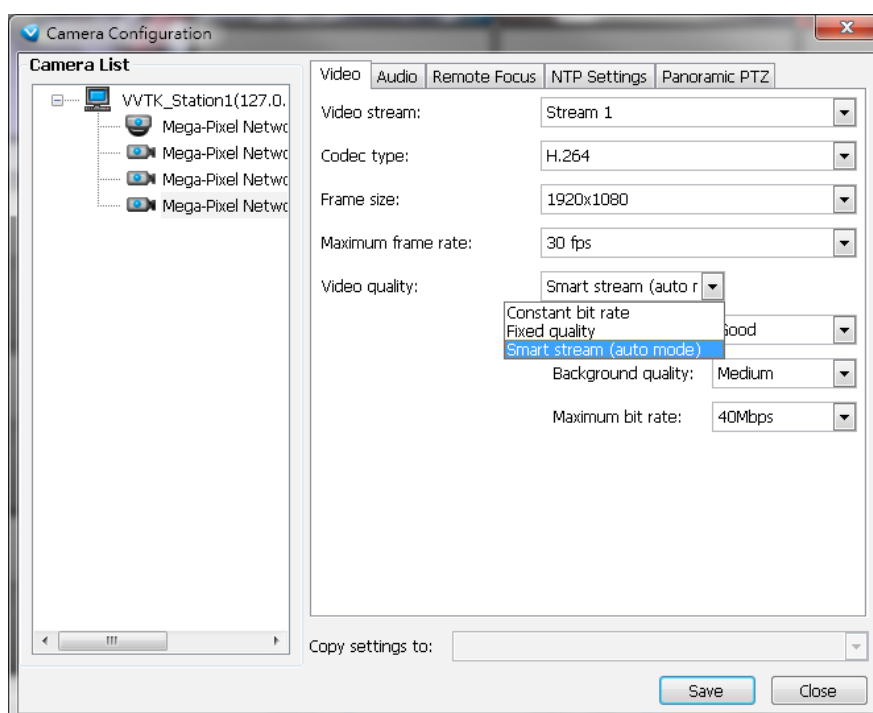 Camera Configuration
Camera List
VVTK_Station1(127.0.
Mega-Pixel Netwo
Mega-Pixel Netwo
Mega-Pixel Netwo
Mega-Pixel Netwo
Video
Audio
Remote Focus
NTP Settings
Panoramic PTZ
Video stream:
Stream 1
Codec type:
H.264
Frame size:
1920x1080
Maximum frame rate:
30 fps
Video quality:
Smart stream (auto r
Constant bit rate
Fixed quality
Smart stream (auto mode)
Good
Background quality:
Medium
Maximum bit rate:
40Mbps
Copy settings to:
Save
Close